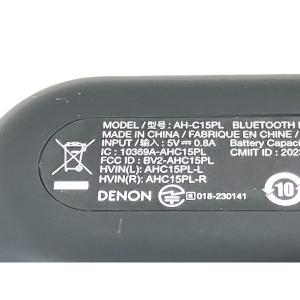 MODEL / 型号: AH-C15PL BLUETOOTH
MADE IN CHINA / FABRIQUE EN CHINE /
INPUT / 输入 : 5V⎓0.8A Battery Capaci
IC : 10369A-AHC15PL CMIIT ID : 202
FCC ID : BV2-AHC15PL
HVIN(L) : AHC15PL-L
HVIN(R) : AHC15PL-R
DENON R 018-230141
10